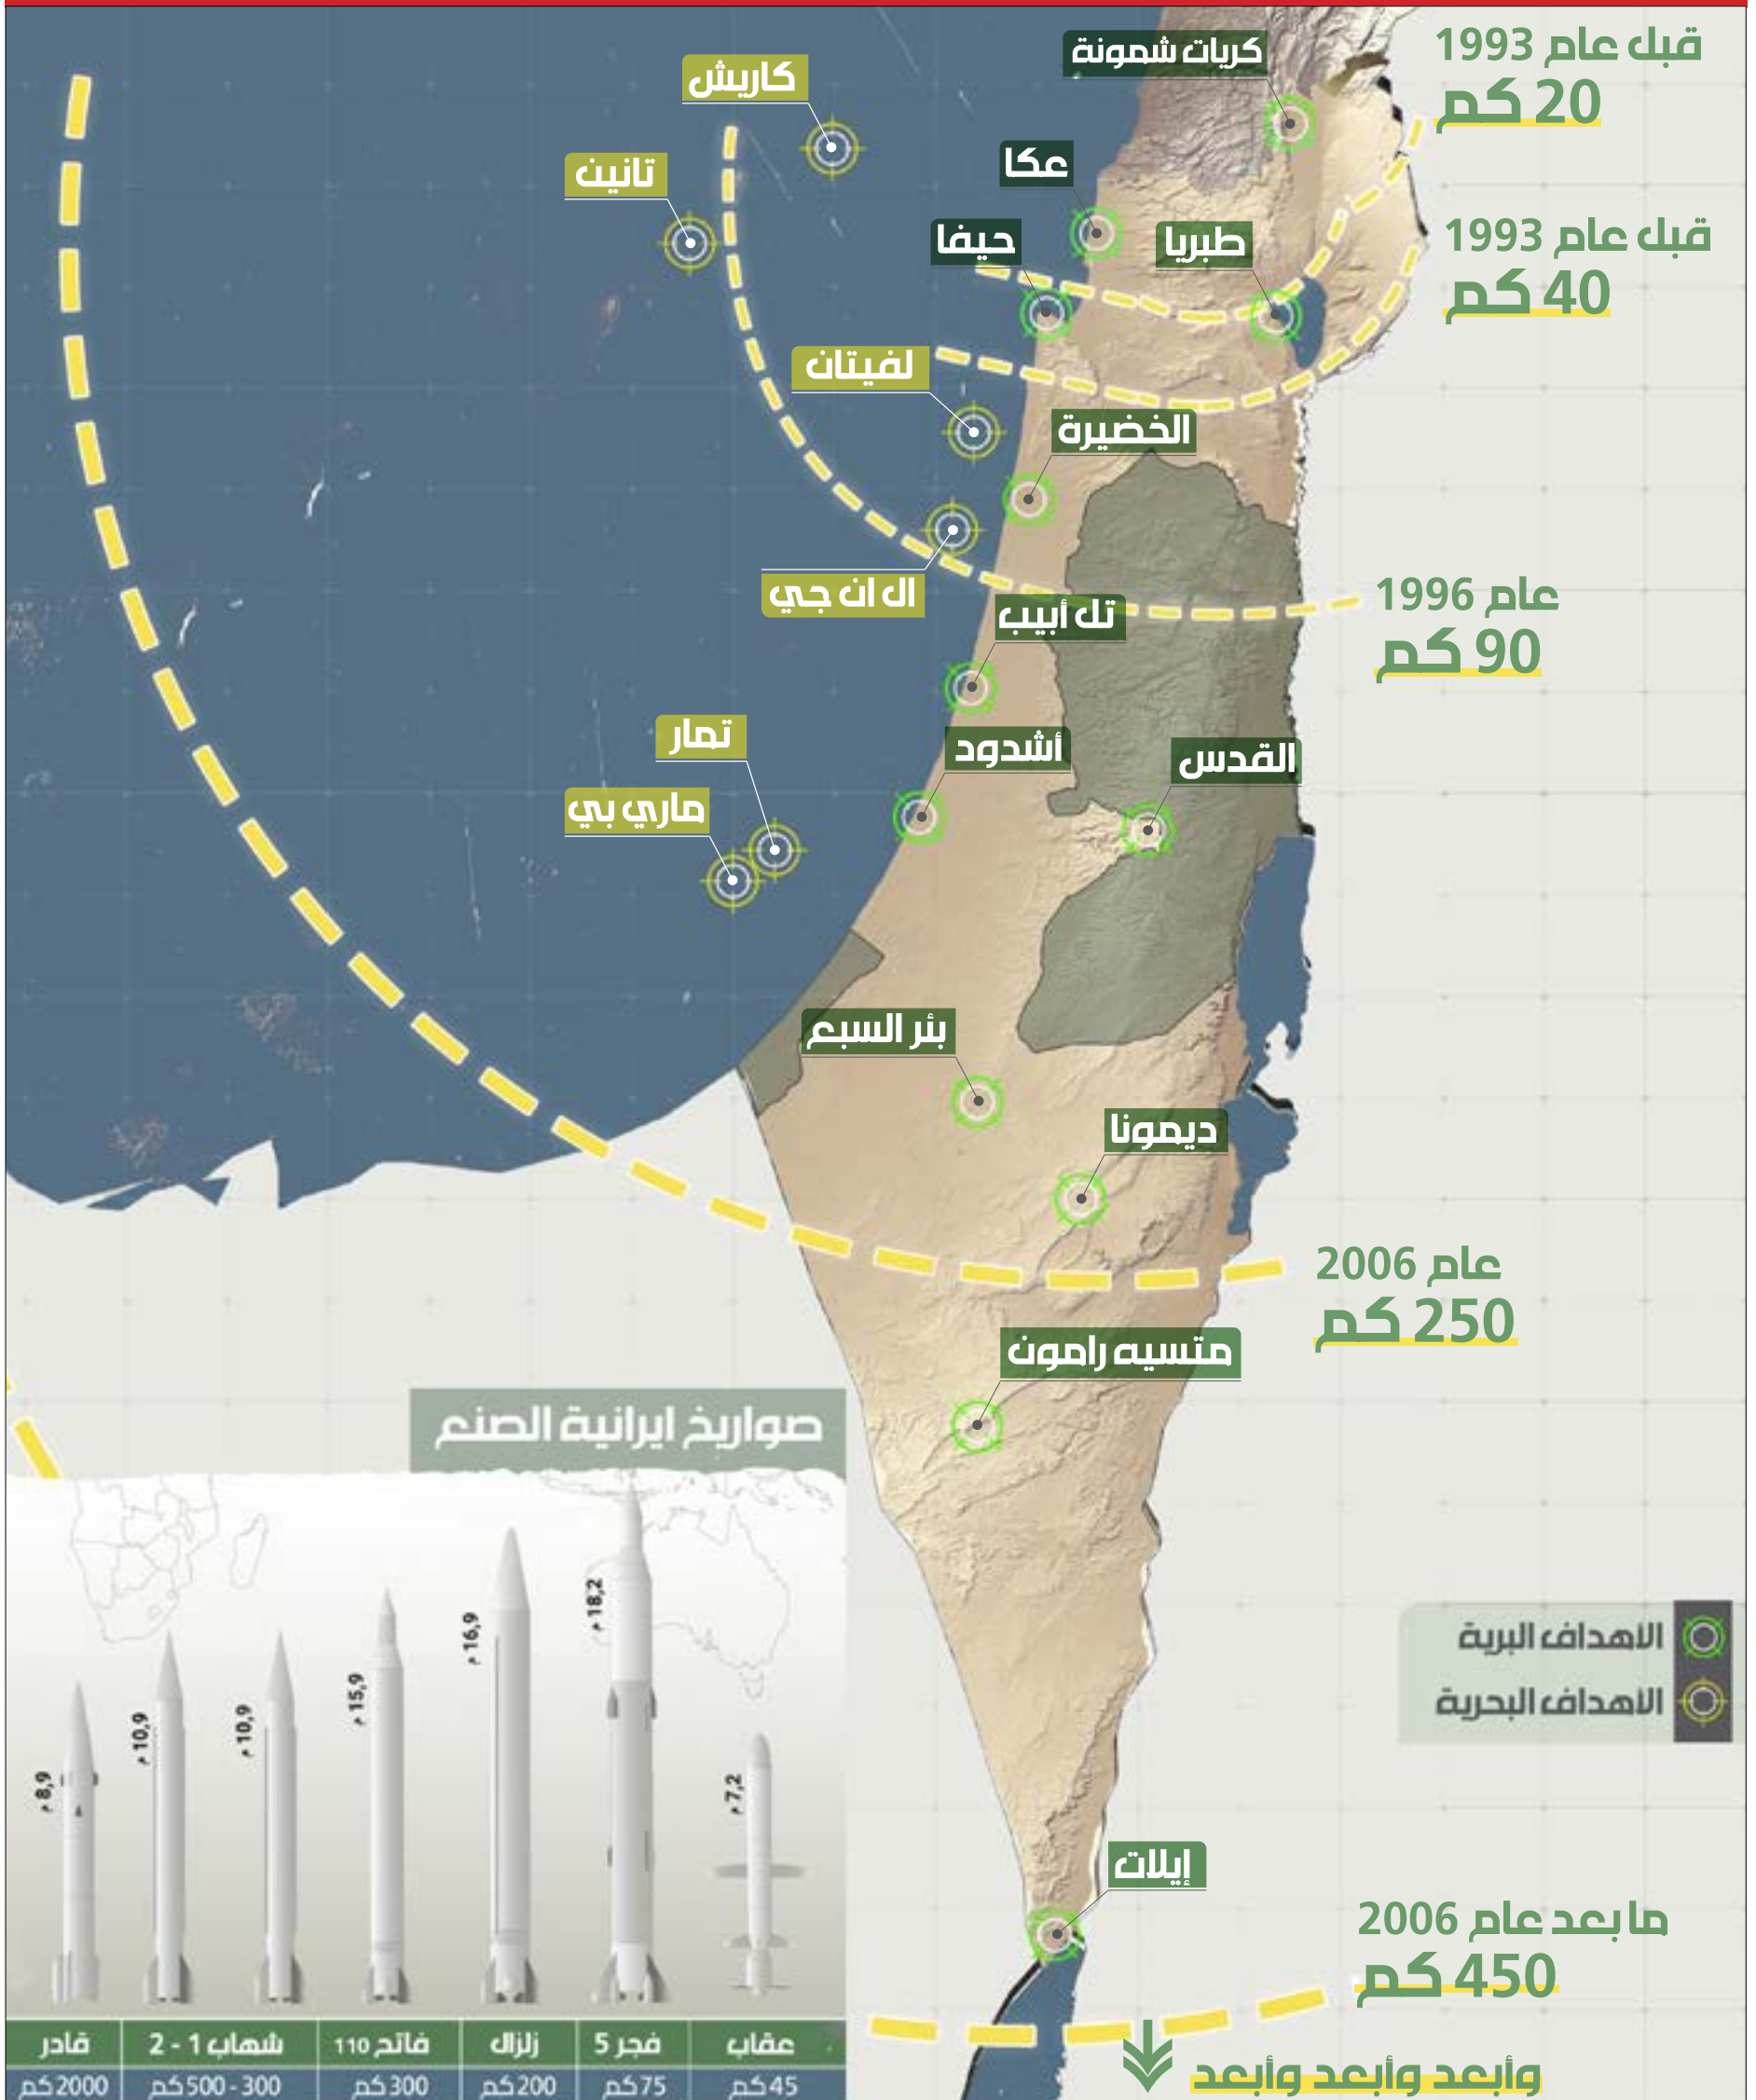 قبل عام 1993
20 كم
قبل عام 1993
40 كم
عام 1996
90 كم
عام 2006
250 كم
ما بعد عام 2006
450 كم
وأبعد وأبعد وأبعد
كريات شمونة
كاريش
عكا
تانين
حيفا
طبريا
لفيتان
الخضيرة
ال ان جي
تل أبيب
تمار
أشدود
القدس
ماري بي
بئر السبع
ديمونا
متسيه رامون
إيلات
الاهداف البرية
الاهداف البحرية
صواريخ ايرانية الصنع
7,2 م
18,2 م
16,9 م
15,9 م
10,9 م
10,9 م
8,9 م
عقاب
فجر 5
زلزال
فاتح 110
شهاب 1 - 2
قادر
45 كم
75 كم
200 كم
300 كم
300 - 500 كم
2000 كم